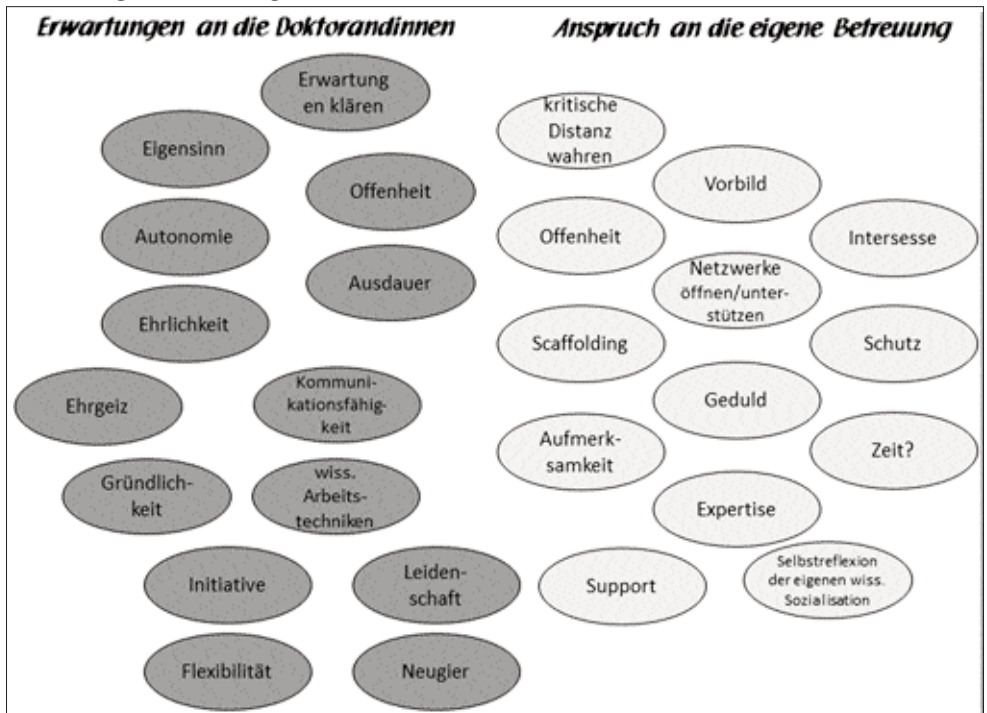 Erwartungen an die Doktorandinnen
Erwartung
en klären
Eigensinn
Offenheit
Autonomie
Ausdauer
Ehrlichkeit
Ehrgeiz
Kommuni-
kationsfähig-
keit
Gründlich-
keit
wiss.
Arbeits-
techniken
Initiative
Leiden-
schaft
Flexibilität
Neugier
Anspruch an die eigene Betreuung
kritische
Distanz
wahren
Vorbild
Offenheit
Intersesse
Netzwerke
öffnen/unter-
stützen
Scaffolding
Schutz
Geduld
Aufmerk-
samkeit
Zeit?
Expertise
Support
Selbstreflexion
der eigenen wiss.
Sozialisation